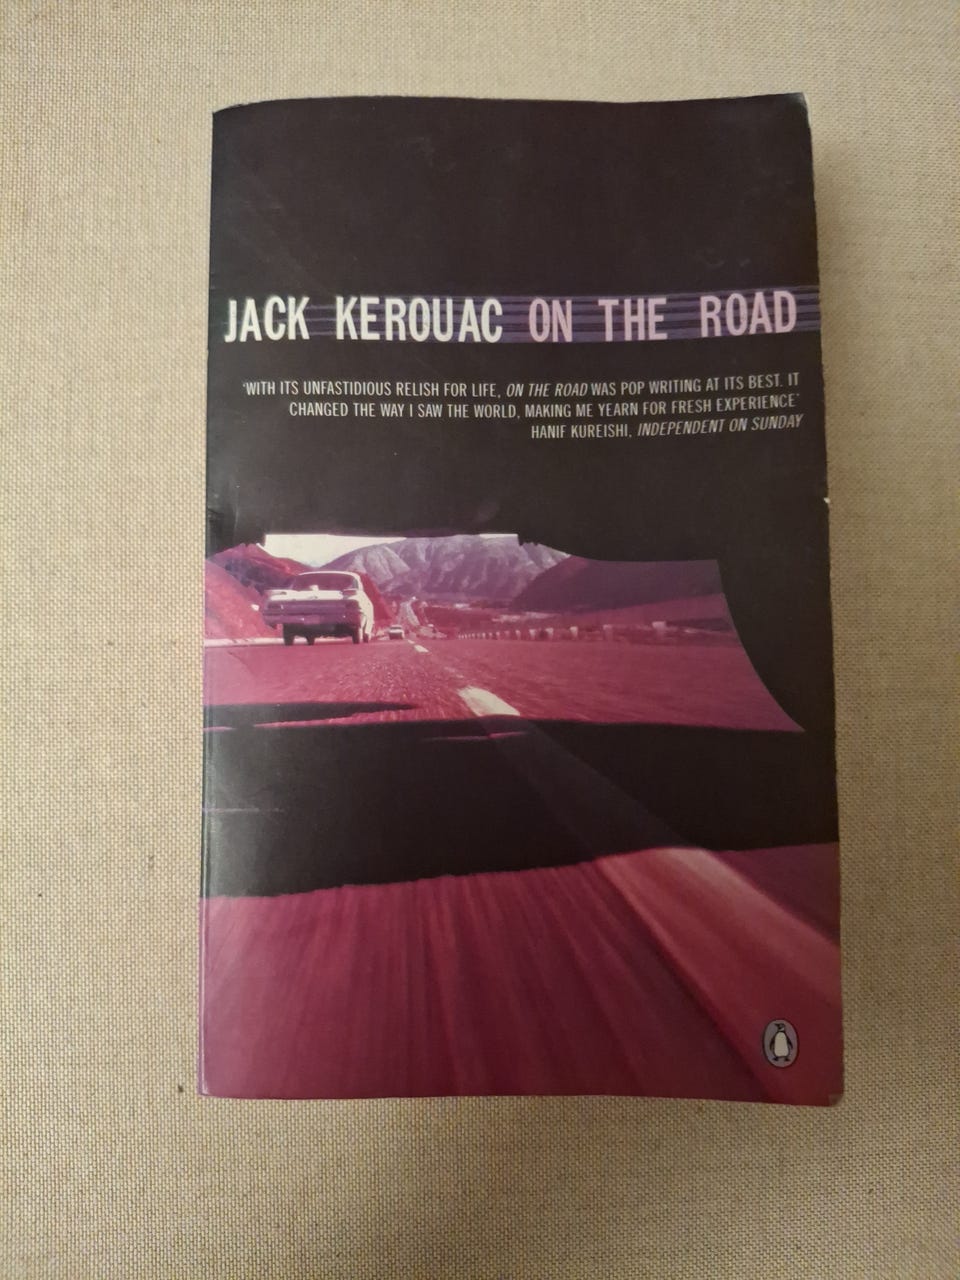 JACK KEROUAC ON THE ROAD
'WITH ITS UNFASTIDIOUS RELISH FOR LIFE, ON THE ROAD WAS POP WRITING AT ITS BEST. IT
CHANGED THE WAY I SAW THE WORLD, MAKING ME YEARN FOR FRESH EXPERIENCE'
HANIF KUREISHI, INDEPENDENT ON SUNDAY